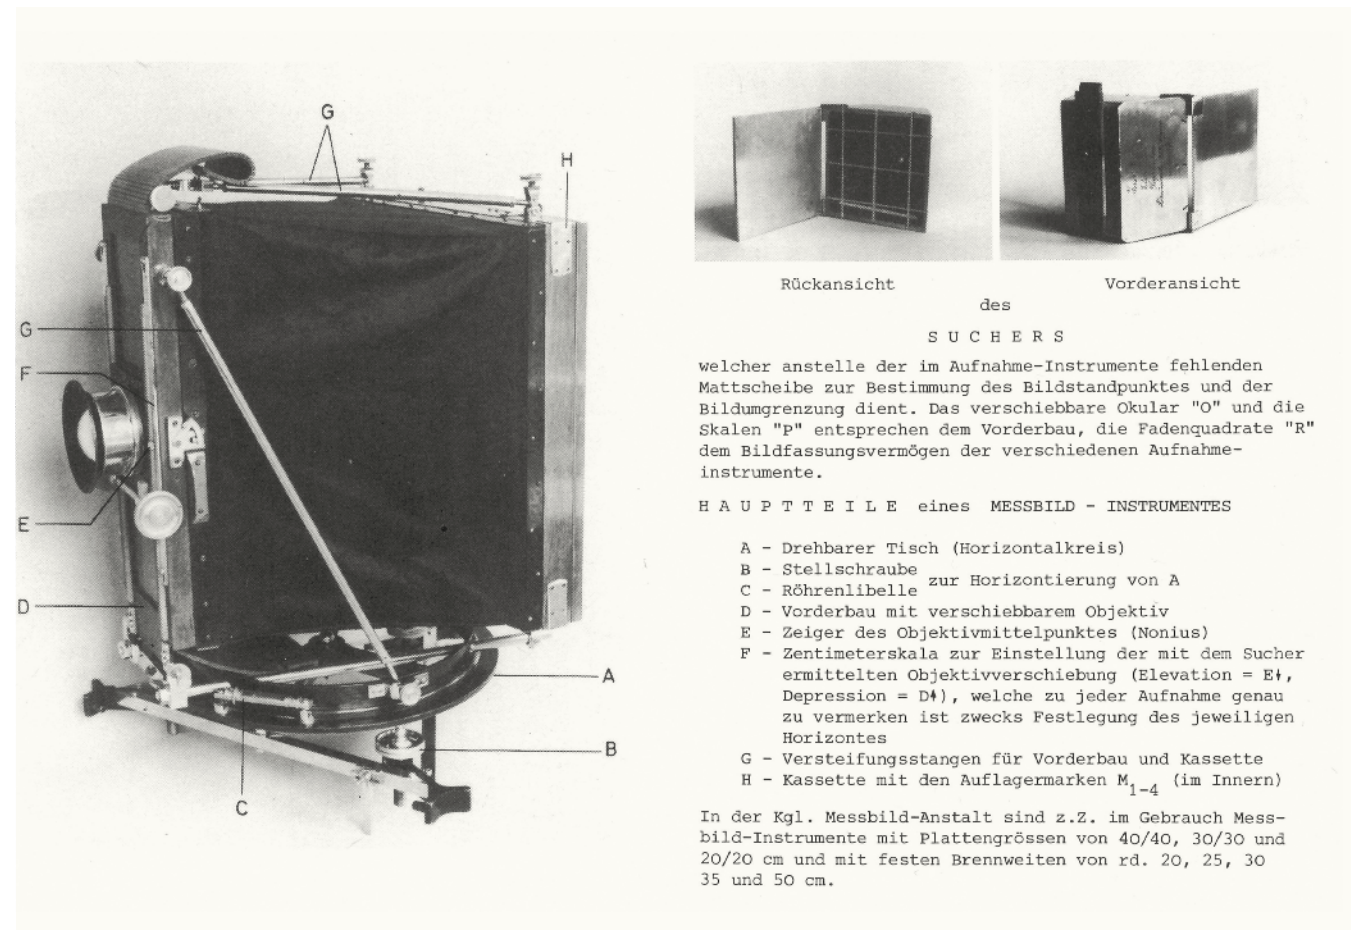 G
H
G
F
E
D
A
B
C
Rückansicht
Vorderansicht
des
S U C H E R S
welcher anstelle der im Aufnahme-Instrumente fehlenden
Mattscheibe zur Bestimmung des Bildstandpunktes und der
Bildumgrenzung dient. Das verschiebbare Okular "O" und die
Skalen "P" entsprechen dem Vorderbau, die Fadenquadrate "R"
dem Bildfassungsvermögen der verschiedenen Aufnahme-
instrumente.
H A U P T T E I L E eines MESSBILD - INSTRUMENTES
A - Drehbarer Tisch (Horizontalkreis)
B - Stellschraube
C - Röhrenlibelle
zur Horizontierung von A
D - Vorderbau mit verschiebbarem Objektiv
E - Zeiger des Objektivmittelpunktes (Nonius)
F - Zentimeterskala zur Einstellung der mit dem Sucher
ermittelten Objektivverschiebung (Elevation = E↓,
Depression = D↑), welche zu jeder Aufnahme genau
zu vermerken ist zwecks Festlegung des jeweiligen
Horizontes
G - Versteifungsstangen für Vorderbau und Kassette
H - Kassette mit den Auflagermarken M1-4 (im Innern)
In der Kgl. Messbild-Anstalt sind z.Z. im Gebrauch Mess-
bild-Instrumente mit Plattengrössen von 40/40, 30/30 und
20/20 cm und mit festen Brennweiten von rd. 20, 25, 30
35 und 50 cm.